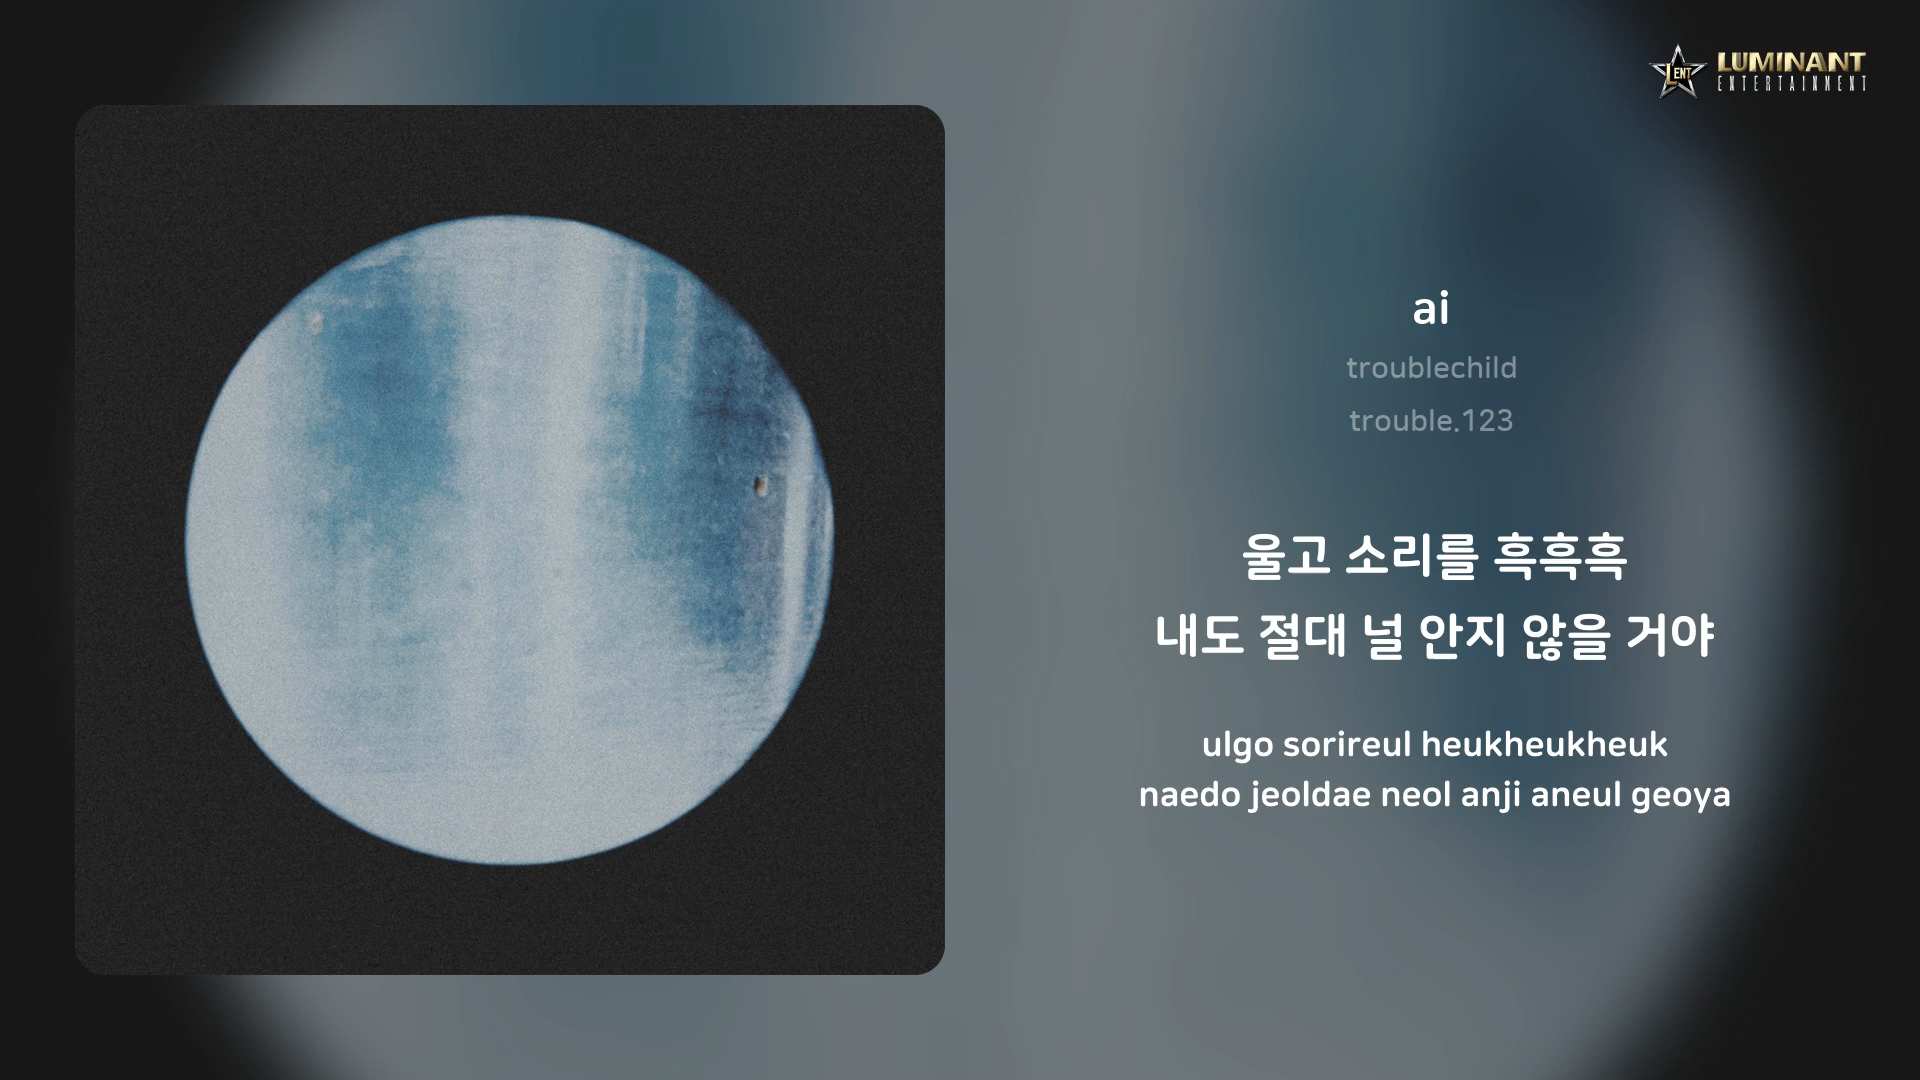 LENT
LUMINANT
ENTERTAINMENT
ai
troublechild
trouble.123
울고 소리를 흑흑흑
내도 절대 널 안지 않을 거야
ulgo sorireul heukheukheuk
naedo jeoldae neol anji aneul geoya